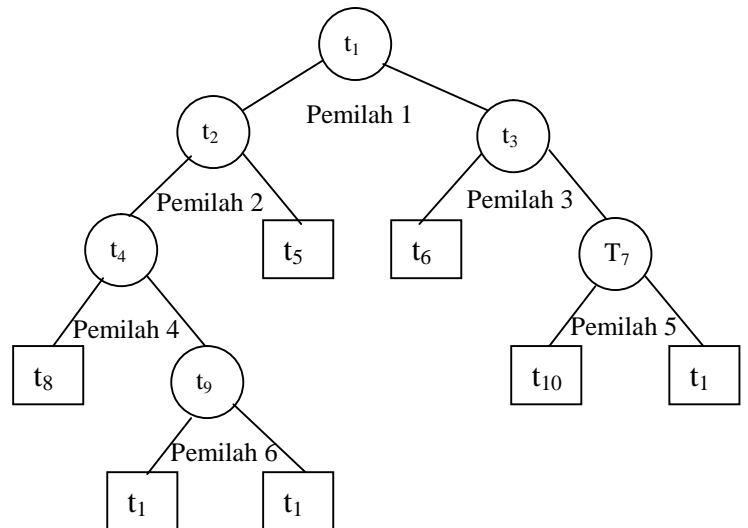 t₁
Pemilah 1
t₂
t₃
Pemilah 2
Pemilah 3
t₄
t₅
t₆
T₇
Pemilah 4
Pemilah 5
t₈
t₉
t₁₀
t₁
Pemilah 6
t₁
t₁